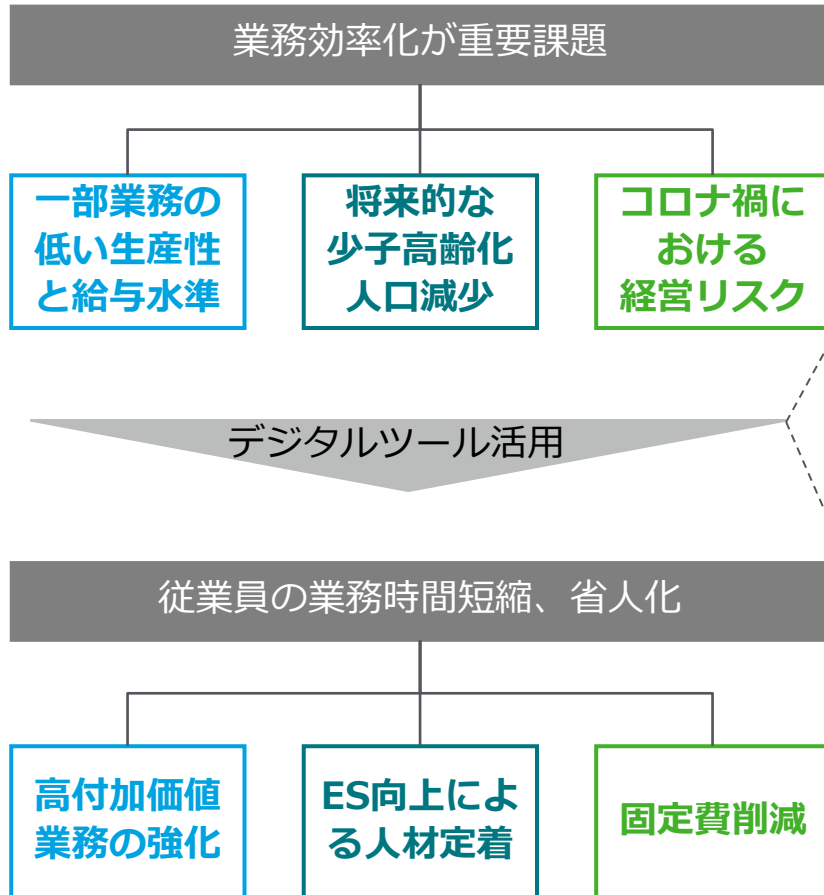 業務効率化が重要課題
一部業務の
低い生産性
と給与水準
将来的な
少子高齢化
人口減少
コロナ禍に
おける
経営リスク
デジタルツール活用
従業員の業務時間短縮、省人化
高付加価値
業務の強化
ES向上によ
る人材定着
固定費削減